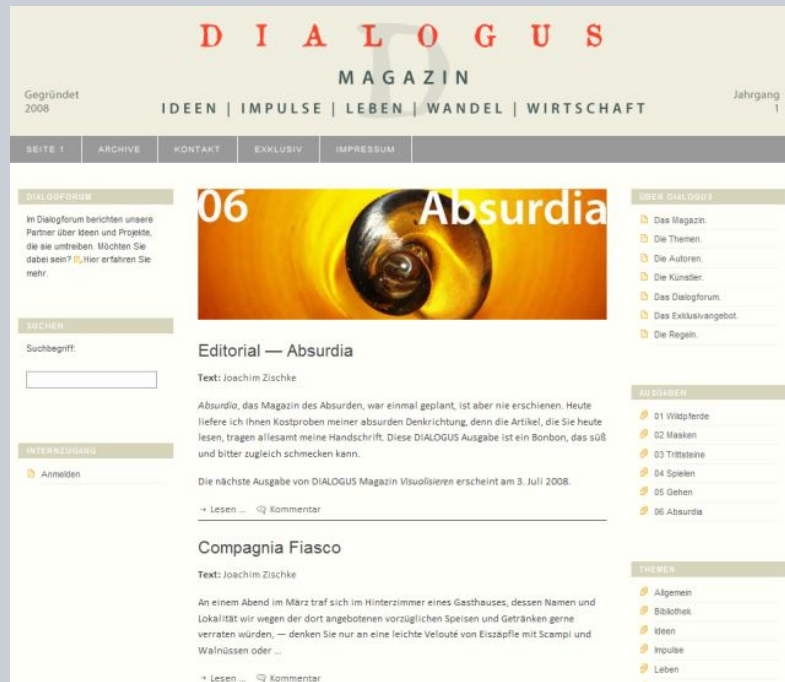 DIALOGUS
MAGAZIN
IDEEN | IMPULSE | LEBEN | WANDEL | WIRTSCHAFT
Gegründet
2008
Jahrgang
1
SEITE 1
ARCHIVE
KONTAKT
EXKLUSIV
IMPRESSUM
DIALOGFORUM
Im Dialogforum berichten unsere
Partner über Ideen und Projekte,
die sie umtreiben. Möchten Sie
dabei sein? Hier erfahren Sie
mehr.
SUCHEN
Suchbegriff:
INTERNZUGANG
Anmelden
06 Absurdia
Editorial — Absurdia
Text: Joachim Zischke
Absurdia, das Magazin des Absurden, war einmal geplant, ist aber nie erschienen. Heute
liefere ich Ihnen Kostproben meiner absurden Denkrichtung, denn die Artikel, die Sie heute
lesen, tragen allesamt meine Handschrift. Diese DIALOGUS Ausgabe ist ein Bonbon, das süß
und bitter zugleich schmecken kann.
Die nächste Ausgabe von DIALOGUS Magazin Visualisieren erscheint am 3. Juli 2008.
→ Lesen ... Kommentar
Compagnia Fiasco
Text: Joachim Zischke
An einem Abend im März traf sich im Hinterzimmer eines Gasthauses, dessen Namen und
Lokalität wir wegen der dort angebotenen vorzüglichen Speisen und Getränken gerne
verraten würden, — denken Sie nur an eine leichte Velouté von Eiszäpfle mit Scampi und
Walnüssen oder ...
→ Lesen ... Kommentar
ÜBER DIALOGUS
Das Magazin.
Die Themen.
Die Autoren.
Die Künstler.
Das Dialogforum.
Das Exklusivangebot.
Die Regeln.
AUSGABEN
01 Wildpferde
02 Masken
03 Trittsteine
04 Spielen
05 Gehen
06 Absurdia
THEMEN
Allgemein
Bibliothek
Ideen
Impulse
Leben